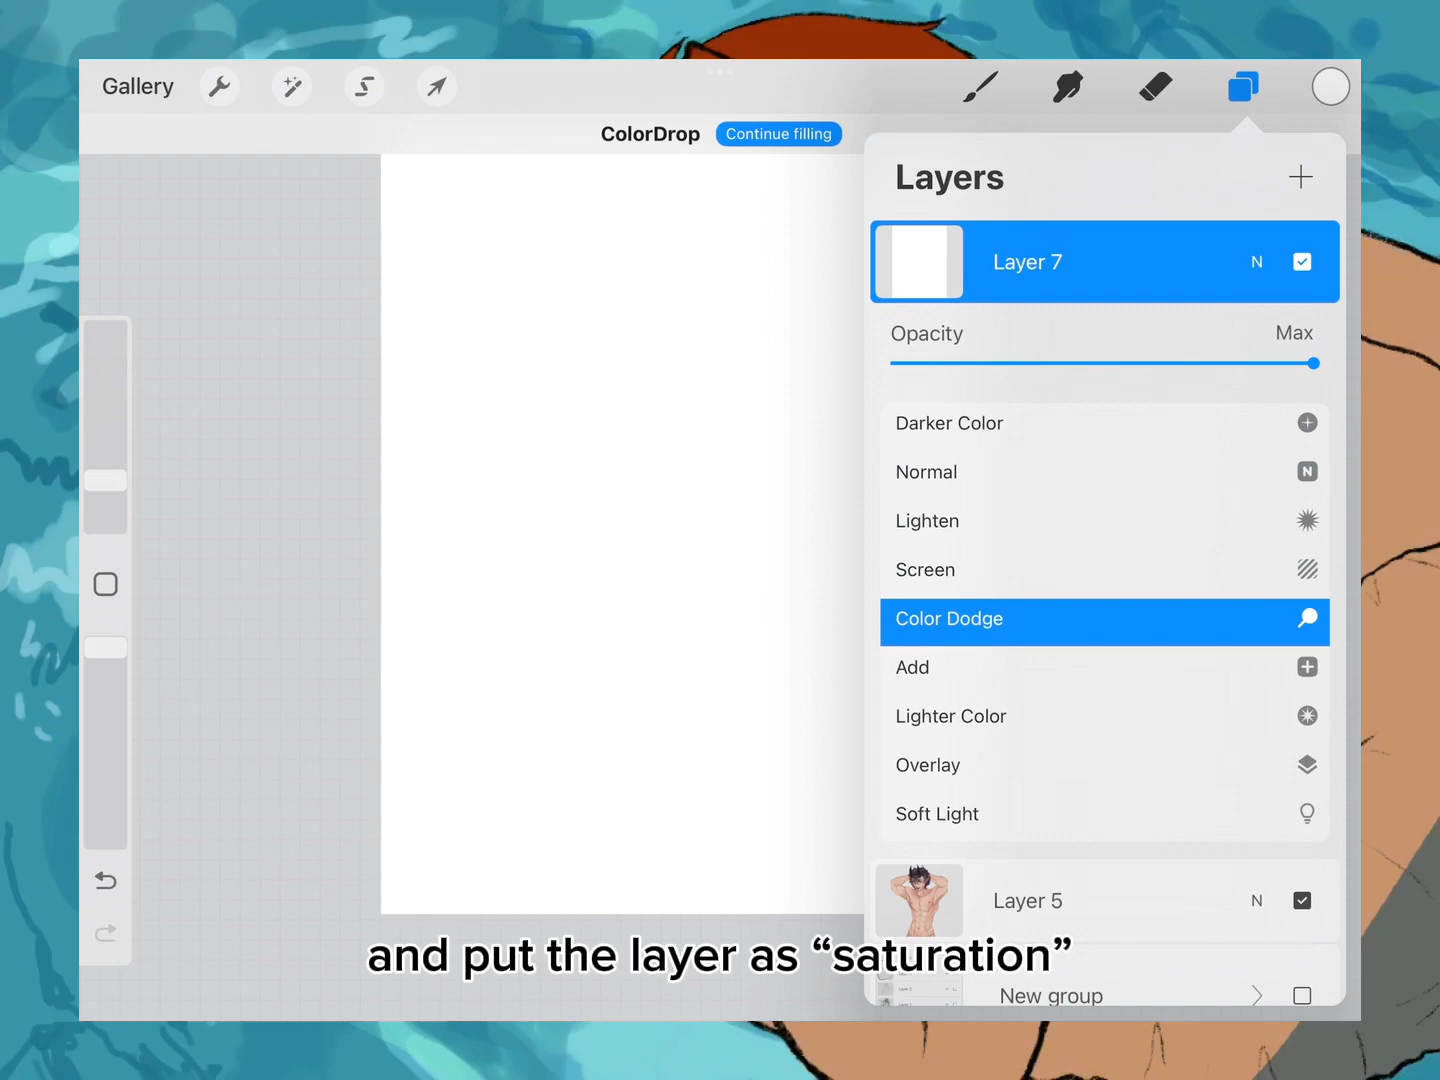 Gallery
ColorDrop
Continue filling
Layers
Layer 7
N
Opacity
Max
Darker Color
Normal
N
Lighten
Screen
Color Dodge
Add
Lighter Color
Overlay
Soft Light
Layer 5
N
and put the layer as “saturation”
New group